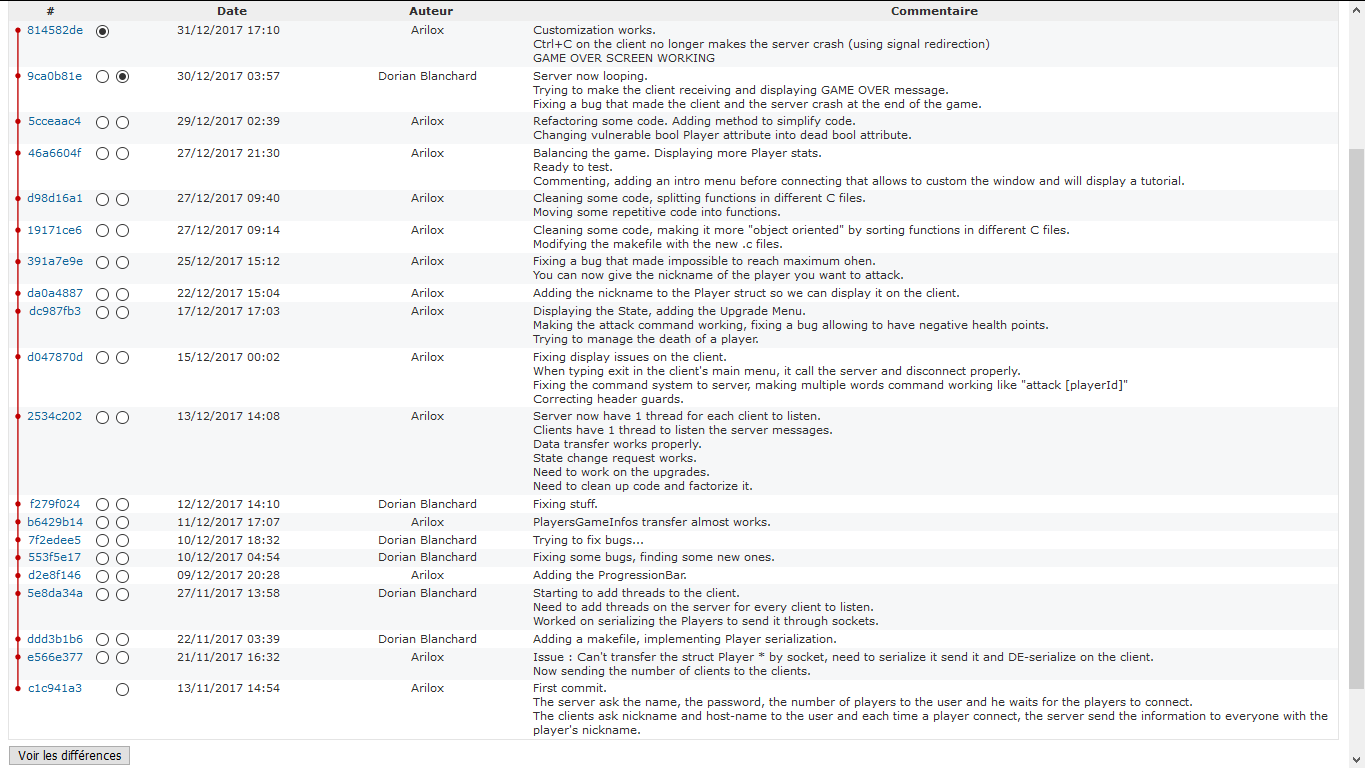 # Date Auteur Commentaire
814582de 31/12/2017 17:10 Arilox Customization works.
Ctrl+C on the client no longer makes the server crash (using signal redirection)
GAME OVER SCREEN WORKING
9ca0b81e 30/12/2017 03:57 Dorian Blanchard Server now looping.
Trying to make the client receiving and displaying GAME OVER message.
Fixing a bug that made the client and the server crash at the end of the game.
5cceaac4 29/12/2017 02:39 Arilox Refactoring some code. Adding method to simplify code.
Changing vulnerable bool Player attribute into dead bool attribute.
46a6604f 27/12/2017 21:30 Arilox Balancing the game. Displaying more Player stats.
Ready to test.
Commenting, adding an intro menu before connecting that allows to custom the window and will display a tutorial.
d98d16a1 27/12/2017 09:40 Arilox Cleaning some code, splitting functions in different C files.
Moving some repetitive code into functions.
19171ce6 27/12/2017 09:14 Arilox Cleaning some code, making it more "object oriented" by sorting functions in different C files.
Modifying the makefile with the new .c files.
391a7e9e 25/12/2017 15:12 Arilox Fixing a bug that made impossible to reach maximum ohen.
You can now give the nickname of the player you want to attack.
da0a4887 22/12/2017 15:04 Arilox Adding the nickname to the Player struct so we can display it on the client.
dc987fb3 17/12/2017 17:03 Arilox Displaying the State, adding the Upgrade Menu.
Making the attack command working, fixing a bug allowing to have negative health points.
Trying to manage the death of a player.
d047870d 15/12/2017 00:02 Arilox Fixing display issues on the client.
When typing exit in the client's main menu, it call the server and disconnect properly.
Fixing the command system to server, making multiple words command working like "attack [playerId]"
Correcting header guards.
2534c202 13/12/2017 14:08 Arilox Server now have 1 thread for each client to listen.
Clients have 1 thread to listen the server messages.
Data transfer works properly.
State change request works.
Need to work on the upgrades.
Need to clean up code and factorize it.
f279f024 12/12/2017 14:10 Dorian Blanchard Fixing stuff.
b6429b14 11/12/2017 17:07 Arilox PlayersGameInfos transfer almost works.
7f2edee5 10/12/2017 18:32 Dorian Blanchard Trying to fix bugs...
553f5e17 10/12/2017 04:54 Dorian Blanchard Fixing some bugs, finding some new ones.
d2e8f146 09/12/2017 20:28 Arilox Adding the ProgressionBar.
5e8da34a 27/11/2017 13:58 Dorian Blanchard Starting to add threads to the client.
Need to add threads on the server for every client to listen.
Worked on serializing the Players to send it through sockets.
ddd3b1b6 22/11/2017 03:39 Dorian Blanchard Adding a makefile, implementing Player serialization.
e566e377 21/11/2017 16:32 Arilox Issue : Can't transfer the struct Player * by socket, need to serialize it send it and DE-serialize on the client.
Now sending the number of clients to the clients.
c1c941a3 13/11/2017 14:54 Arilox First commit.
The server ask the name, the password, the number of players to the user and he waits for the players to connect.
The clients ask nickname and host-name to the user and each time a player connect, the server send the information to everyone with the
player's nickname.
Voir les différences